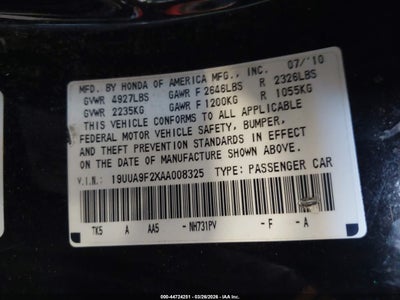 MFD. BY HONDA OF AMERICA MFG., INC. 07/'10
GVWR 4927LBS GAWR F 2646LBS R 2326LBS
GVWR 2235KG GAWR F 1200KG R 1055KG
THIS VEHICLE CONFORMS TO ALL APPLICABLE
FEDERAL MOTOR VEHICLE SAFETY, BUMPER,
AND THEFT PREVENTION STANDARDS IN EFFECT
ON THE DATE OF MANUFACTURE SHOWN ABOVE.
V.I.N.: 19UUA9F2XAA008325 TYPE: PASSENGER CAR
TK5 A AA5 - NH731PV - F - A
000-44724251 - 03/26/2026 - IAA Inc.